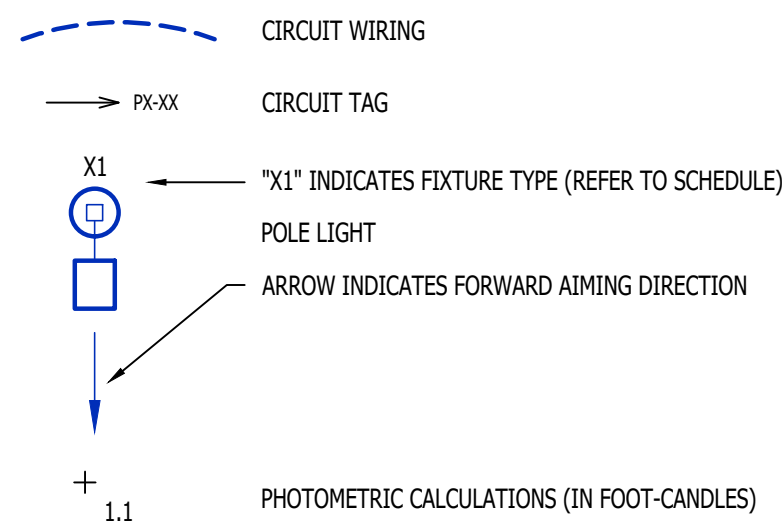 CIRCUIT WIRING
PX-XX CIRCUIT TAG
X1
"X1" INDICATES FIXTURE TYPE (REFER TO SCHEDULE)
POLE LIGHT
ARROW INDICATES FORWARD AIMING DIRECTION
1.1
PHOTOMETRIC CALCULATIONS (IN FOOT-CANDLES)